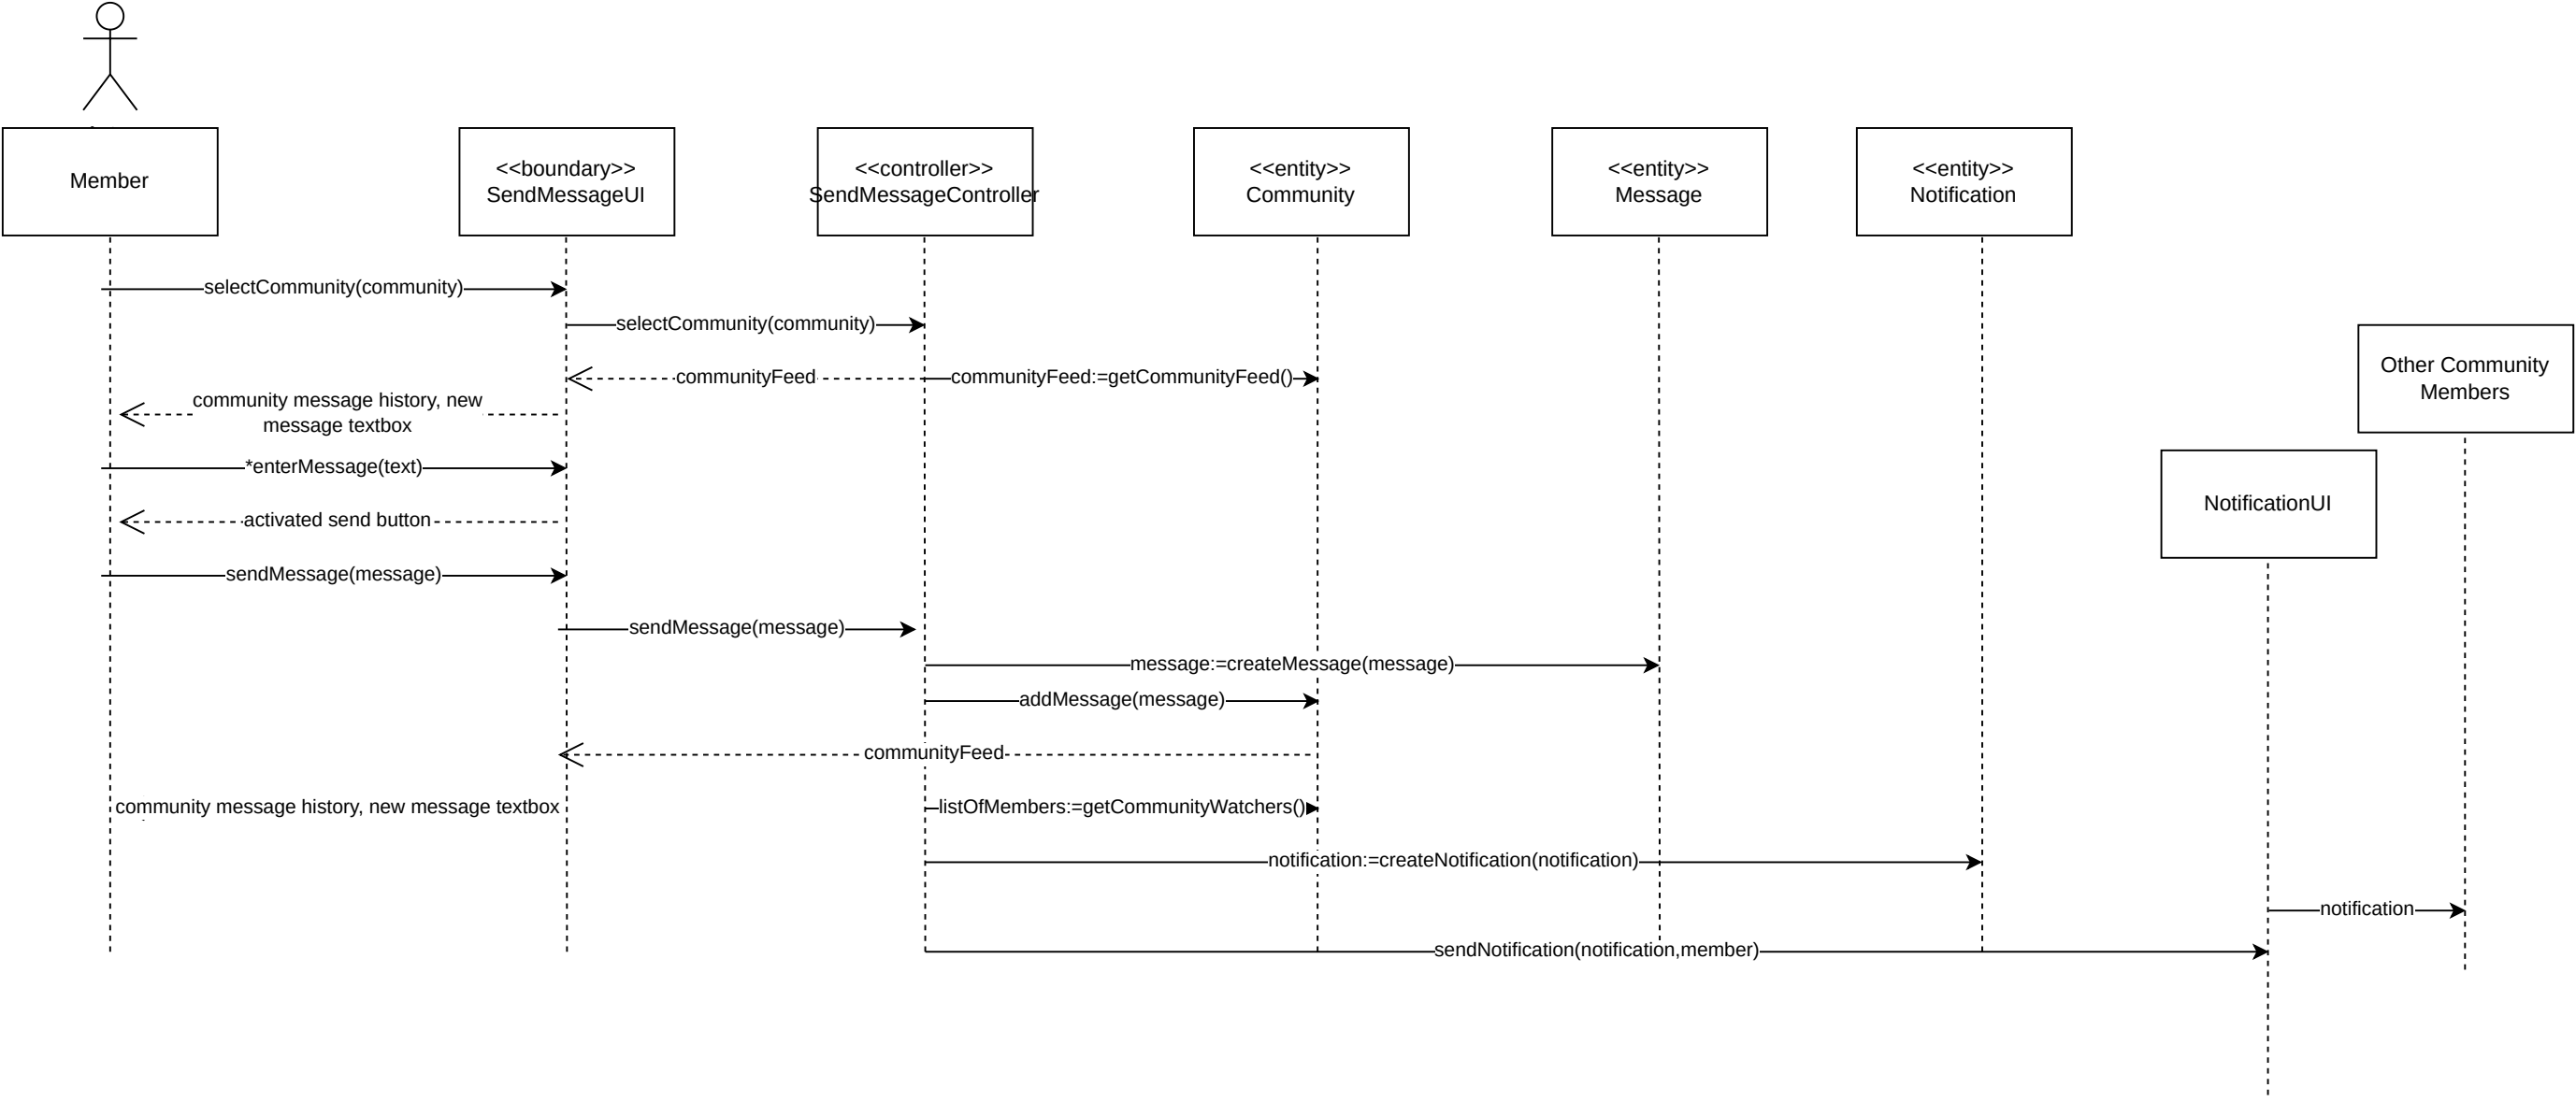 Member
<<boundary>>
SendMessageUI
<<controller>>
SendMessageController
<<entity>>
Community
<<entity>>
Message
<<entity>>
Notification
selectCommunity(community)
selectCommunity(community)
Other Community
Members
communityFeed
communityFeed:=getCommunityFeed()
community message history, new
message textbox
*enterMessage(text)
NotificationUI
activated send button
sendMessage(message)
sendMessage(message)
message:=createMessage(message)
addMessage(message)
communityFeed
community message history, new message textbox
listOfMembers:=getCommunityWatchers()
notification:=createNotification(notification)
notification
sendNotification(notification,member)